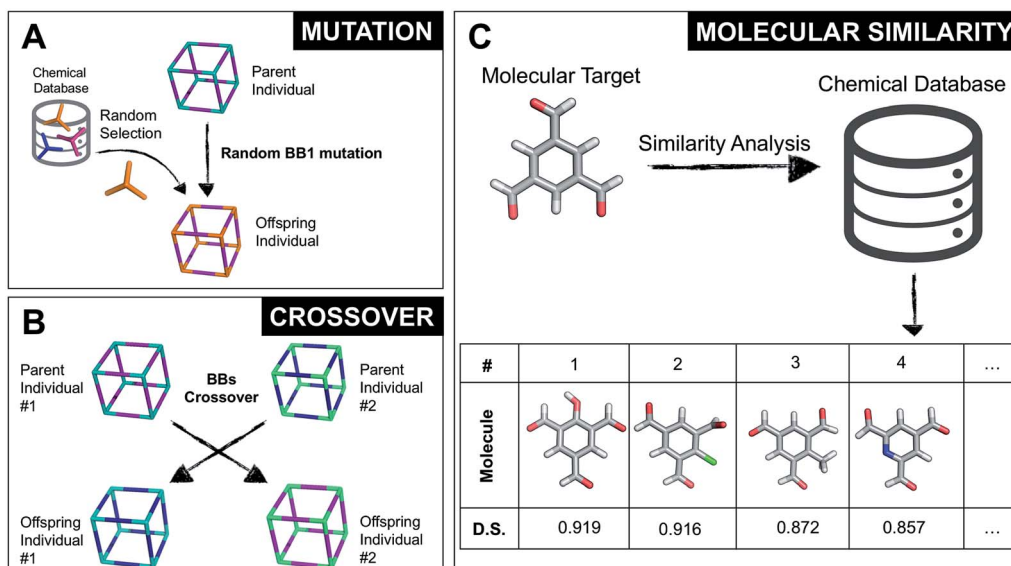 A
MUTATION
Chemical
Database
Random
Selection
Parent
Individual
Random BB1 mutation
Offspring
Individual
B
CROSSOVER
Parent
Individual
#1
BBs
Crossover
Parent
Individual
#2
Offspring
Individual
#1
Offspring
Individual
#2
C
MOLECULAR SIMILARITY
Molecular Target
Similarity Analysis
Chemical Database
# 1 2 3 4 ...
Molecule
D.S. 0.919 0.916 0.872 0.857 ...